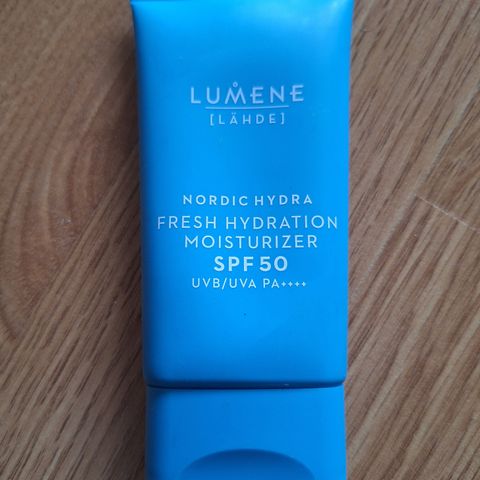 LUMENE
[LÄHDE]
NORDIC HYDRA
FRESH HYDRATION
MOISTURIZER
SPF 50
UVB/UVA PA++++